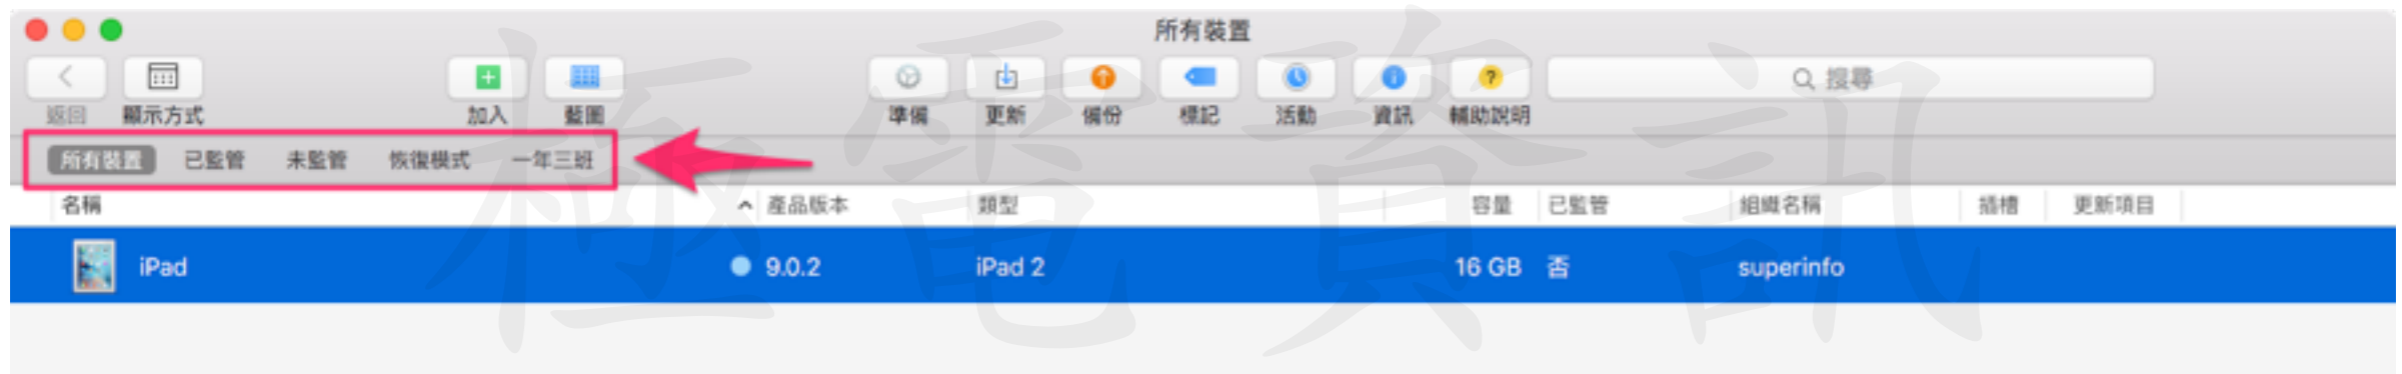 所有裝置
返回 顯示方式 加入 藍圖 準備 更新 備份 標記 活動 資訊 輔助說明 搜尋
所有裝置 已監管 未監管 恢復模式 一年三班
名稱 產品版本 類型 容量 已監管 組織名稱 插槽 更新項目
iPad 9.0.2 iPad 2 16 GB 否 superinfo
極電資訊